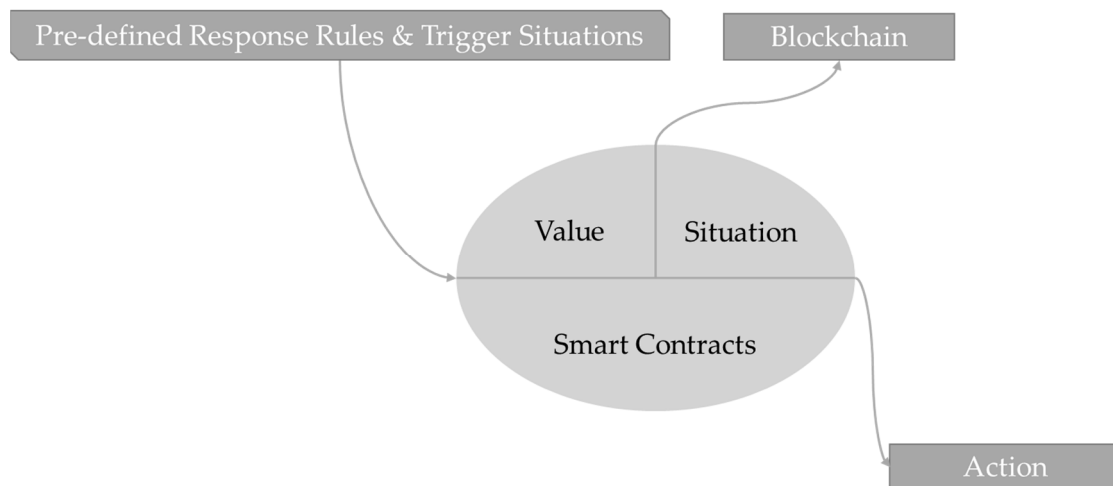 Pre-defined Response Rules & Trigger Situations
Blockchain
Value
Situation
Smart Contracts
Action